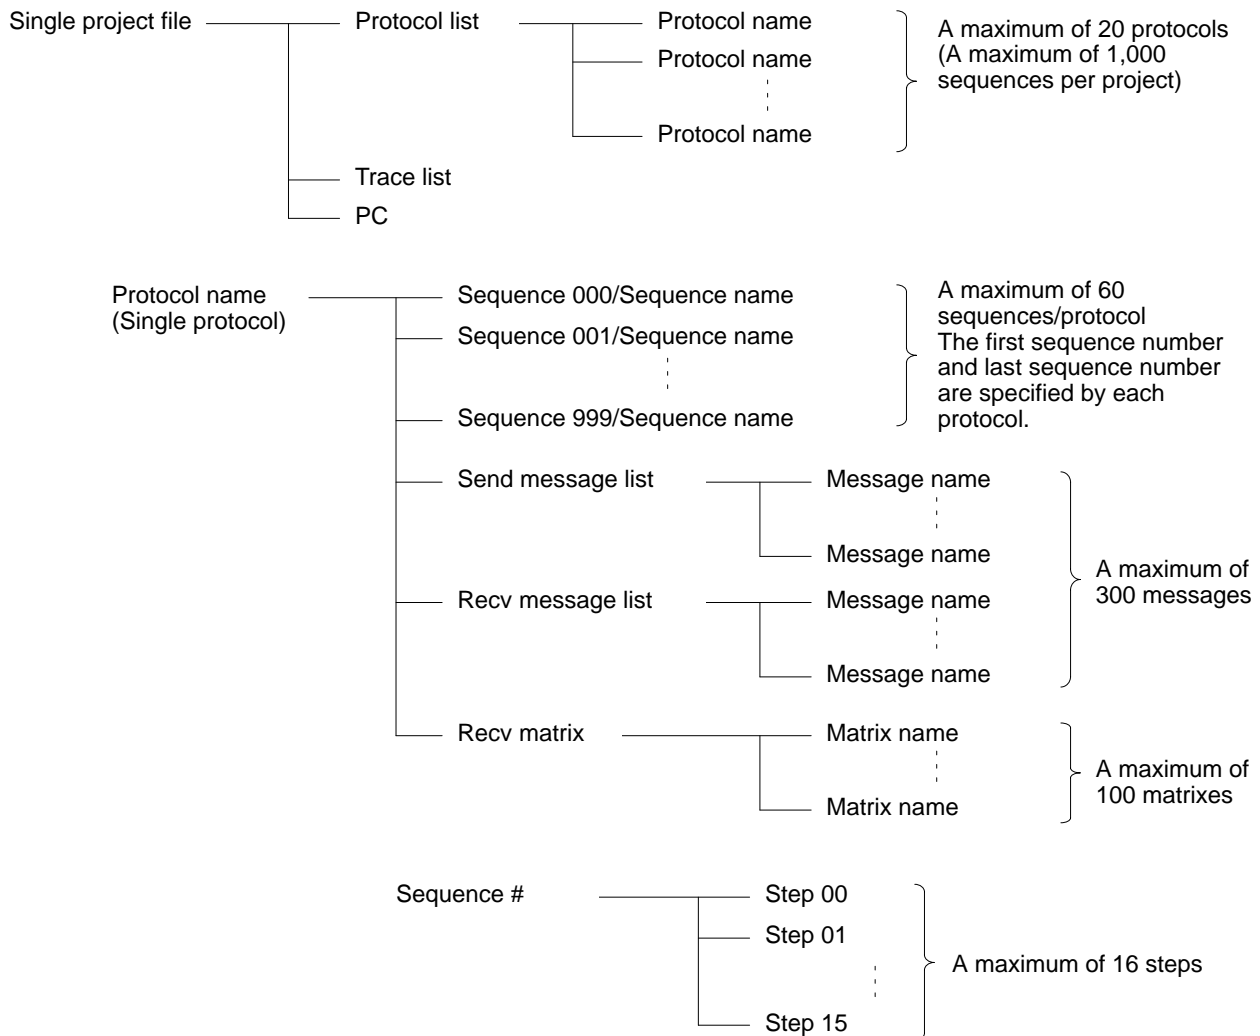 Single project file
Protocol list
Protocol name
Protocol name
Protocol name
A maximum of 20 protocols
(A maximum of 1,000
sequences per project)
Trace list
PC
Protocol name
(Single protocol)
Sequence 000/Sequence name
Sequence 001/Sequence name
Sequence 999/Sequence name
A maximum of 60
sequences/protocol
The first sequence number
and last sequence number
are specified by each
protocol.
Send message list
Message name
Message name
Recv message list
Message name
Message name
A maximum of
300 messages
Recv matrix
Matrix name
Matrix name
A maximum of
100 matrixes
Sequence #
Step 00
Step 01
Step 15
A maximum of 16 steps